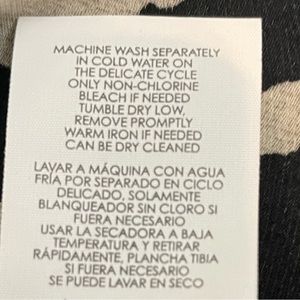 MACHINE WASH SEPARATELY
IN COLD WATER ON
THE DELICATE CYCLE
ONLY NON-CHLORINE
BLEACH IF NEEDED
TUMBLE DRY LOW,
REMOVE PROMPTLY
WARM IRON IF NEEDED
CAN BE DRY CLEANED
LAVAR A MÁQUINA CON AGUA
FRÍA POR SEPARADO EN CICLO
DELICADO, SOLAMENTE
BLANQUEADOR SIN CLORO SI
FUERA NECESARIO
USAR LA SECADORA A BAJA
TEMPERATURA Y RETIRAR
RÁPIDAMENTE, PLANCHA TIBIA
SI FUERA NECESARIO
SE PUEDE LAVAR EN SECO